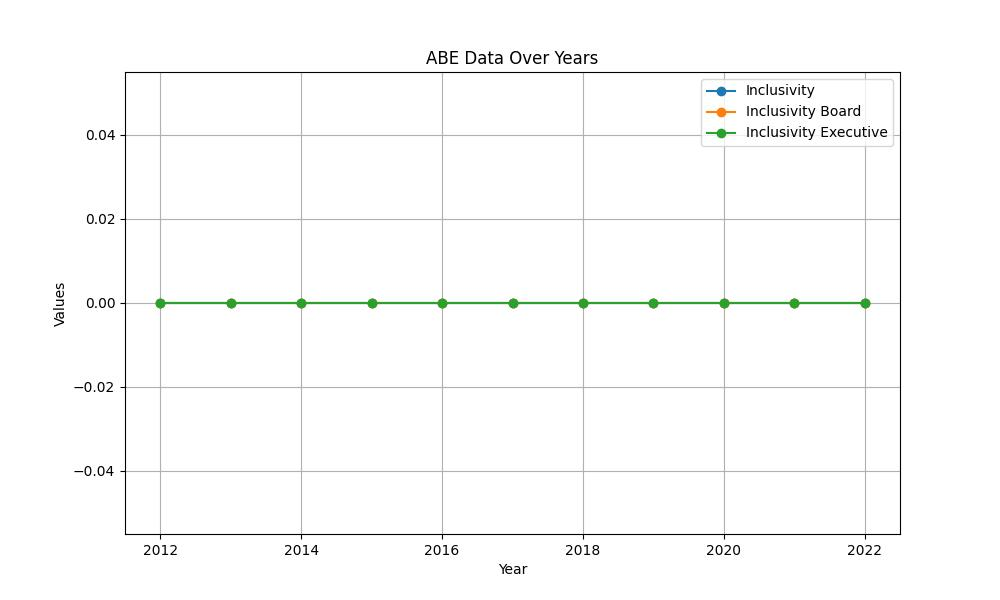 ABE Data Over Years
Inclusivity
Inclusivity Board
Inclusivity Executive
0.04
0.02
0.00
−0.02
−0.04
Values
2012 2014 2016 2018 2020 2022
Year